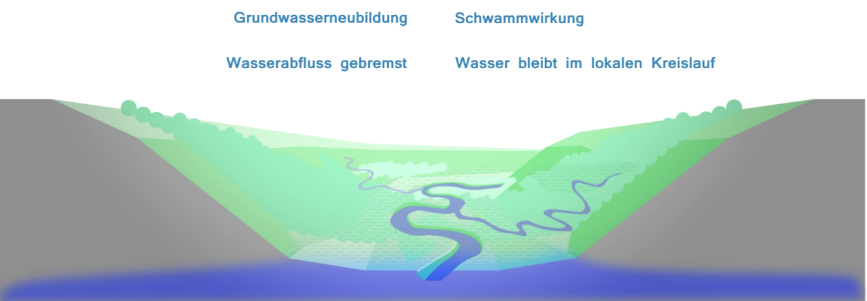 Grundwasserneubildung Schwammwirkung
Wasserabfluss gebremst Wasser bleibt im lokalen Kreislauf